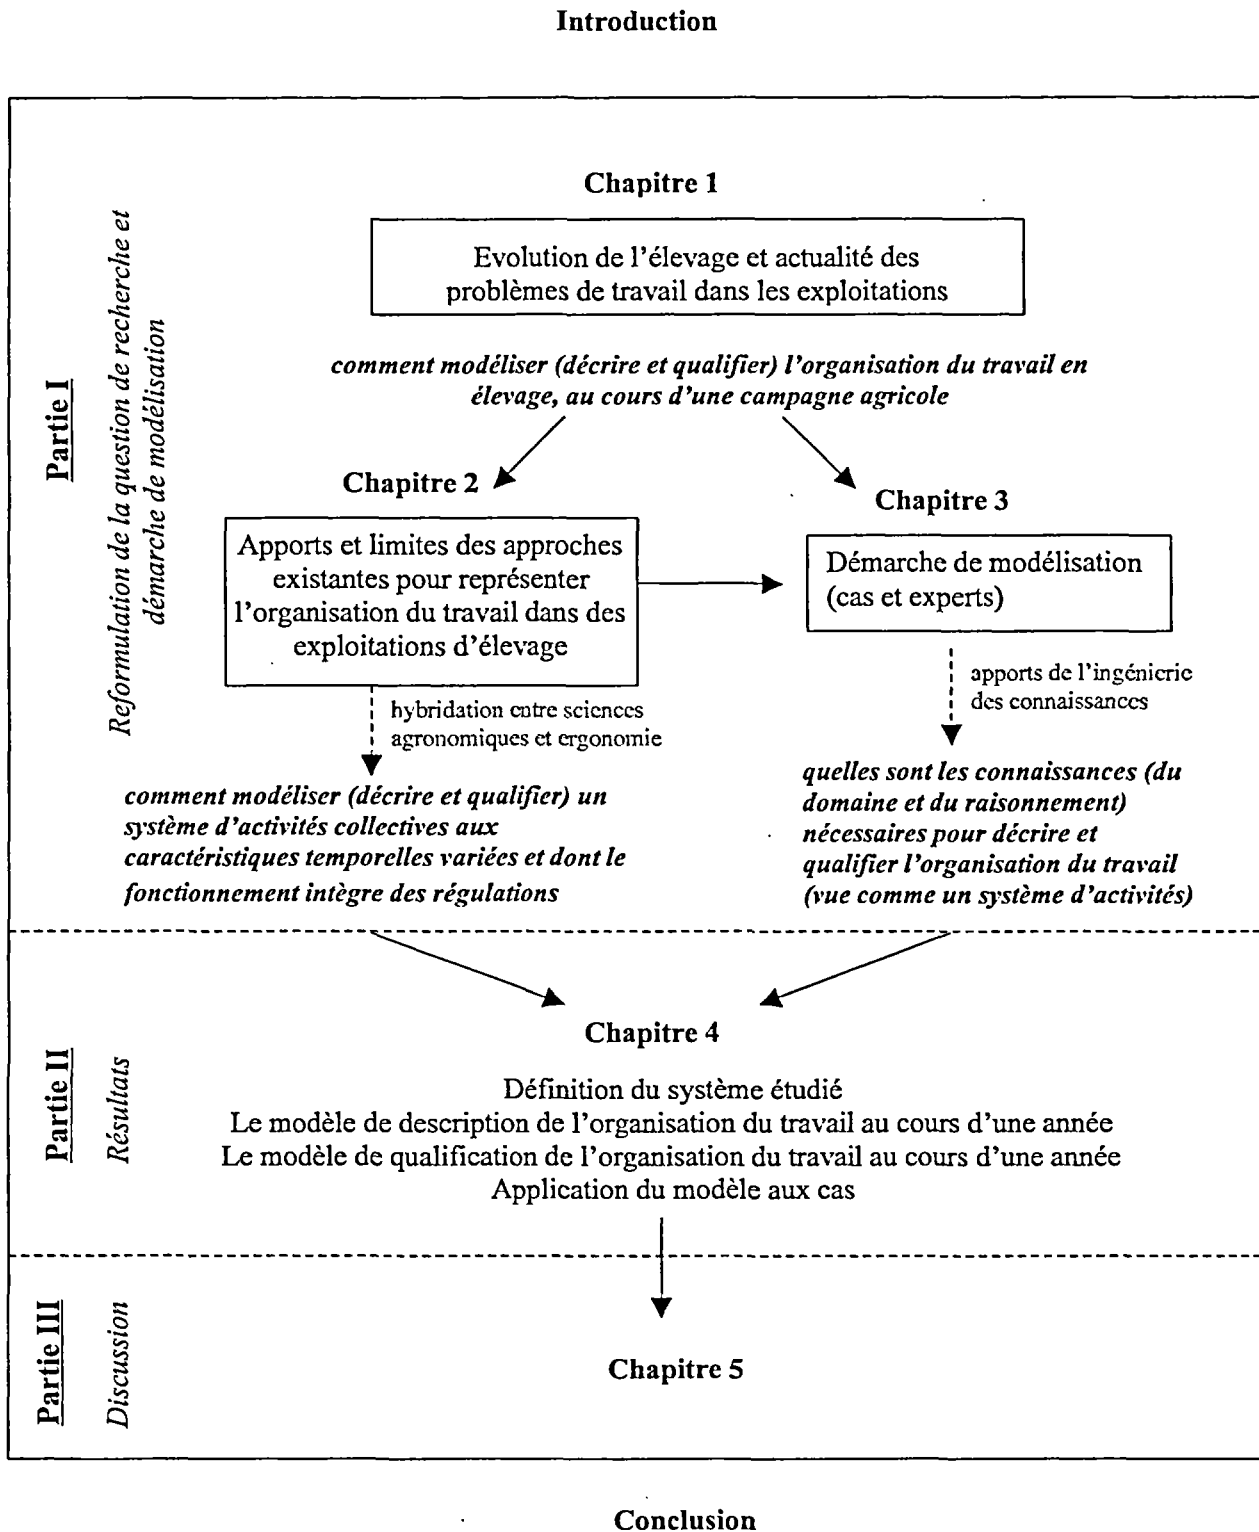 Introduction
Partie I
Reformulation de la question de recherche et
démarche de modélisation
Chapitre 1
Evolution de l'élevage et actualité des
problèmes de travail dans les exploitations
comment modéliser (décrire et qualifier) l'organisation du travail en
élevage, au cours d'une campagne agricole
Chapitre 2
Apports et limites des approches
existantes pour représenter
l'organisation du travail dans des
exploitations d'élevage
hybridation entre sciences
agronomiques et ergonomie
comment modéliser (décrire et qualifier) un
système d'activités collectives aux
caractéristiques temporelles variées et dont le
fonctionnement intègre des régulations
Chapitre 3
Démarche de modélisation
(cas et experts)
apports de l'ingénierie
des connaissances
quelles sont les connaissances (du
domaine et du raisonnement)
nécessaires pour décrire et
qualifier l'organisation du travail
(vue comme un système d'activités)
Partie II
Résultats
Chapitre 4
Définition du système étudié
Le modèle de description de l'organisation du travail au cours d'une année
Le modèle de qualification de l'organisation du travail au cours d'une année
Application du modèle aux cas
Partie III
Discussion
Chapitre 5
Conclusion